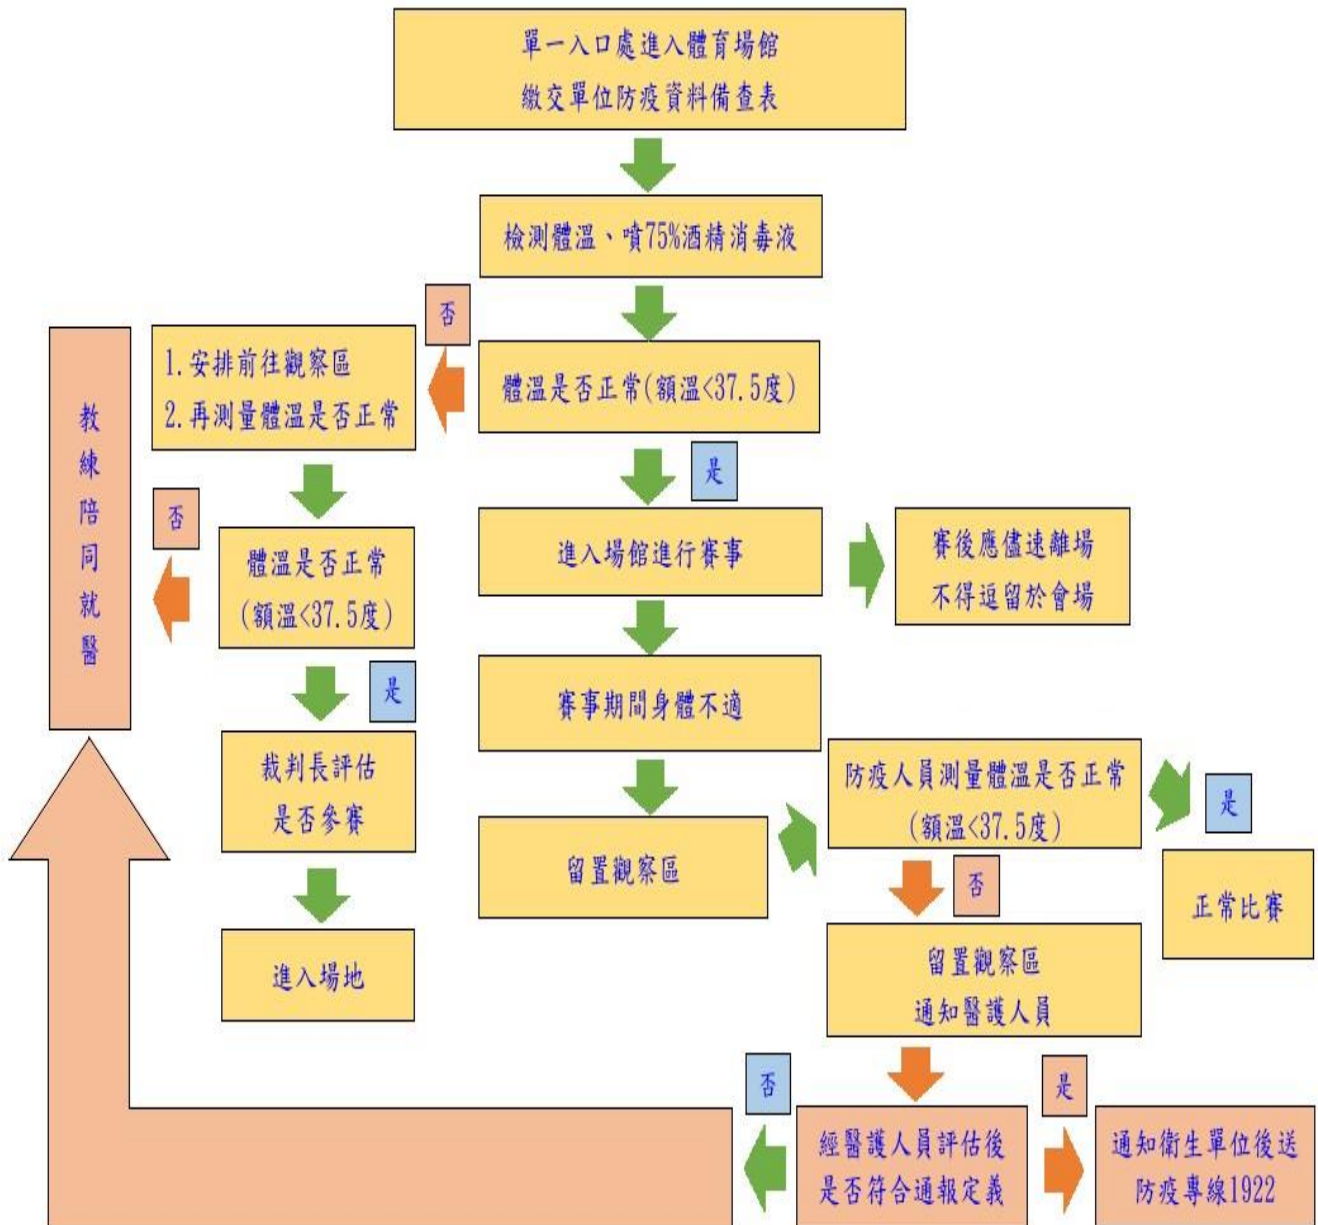 單一入口處進入體育場館
繳交單位防疫資料備查表
檢測體溫、噴75%酒精消毒液
否
體溫是否正常(額溫<37.5度)
1.安排前往觀察區
2.再測量體溫是否正常
教練陪同就醫
是
否
體溫是否正常
(額溫<37.5度)
進入場館進行賽事
賽後應儘速離場
不得逗留於會場
是
賽事期間身體不適
裁判長評估
是否參賽
防疫人員測量體溫是否正常
(額溫<37.5度)
是
留置觀察區
否
正常比賽
進入場地
留置觀察區
通知醫護人員
否
是
經醫護人員評估後
是否符合通報定義
通知衛生單位後送
防疫專線1922